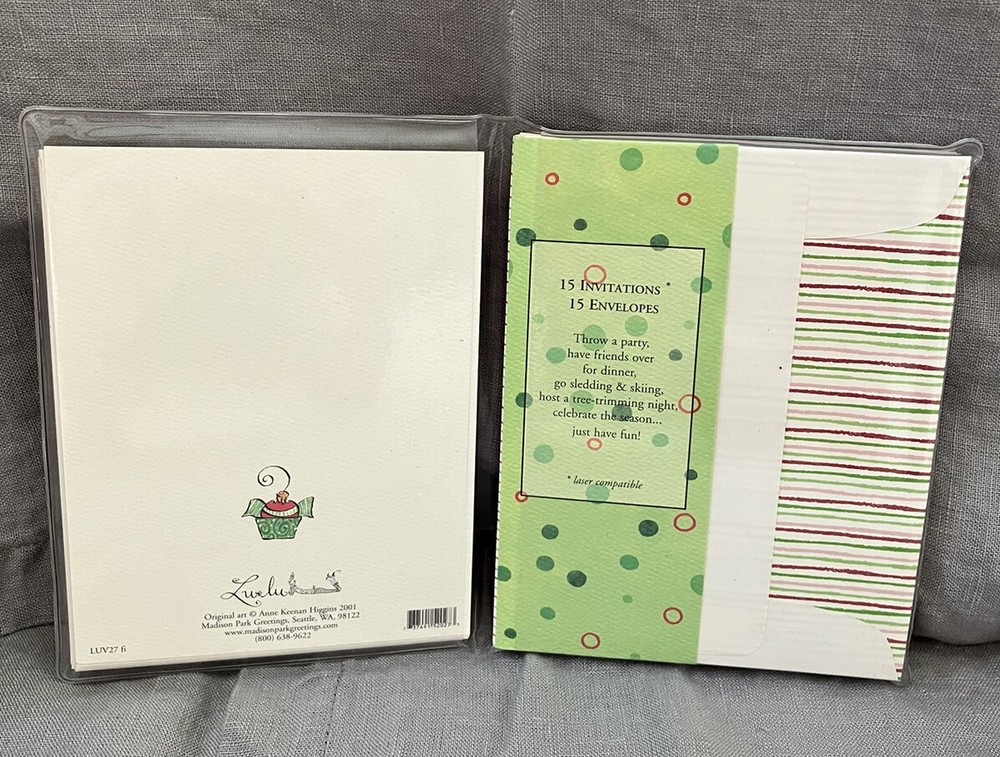 Luvlu™
Original art © Anne Keenan Higgins 2001
Madison Park Greetings, Seattle, WA, 98122
www.madisonparkgreetings.com
(800) 638-9622
LUV27 fi
15 INVITATIONS *
15 ENVELOPES
Throw a party,
have friends over
for dinner,
go sledding & skiing,
host a tree-trimming night,
celebrate the season...
just have fun!
* laser compatible